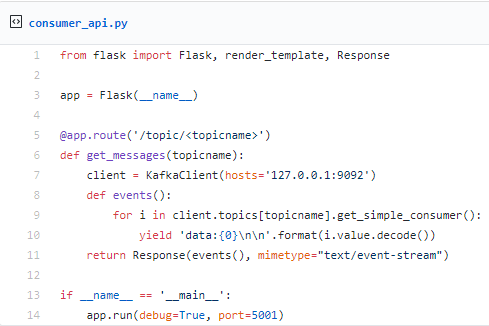 consumer_api.py
1 from flask import Flask, render_template, Response
2
3 app = Flask(__name__)
4
5 @app.route('/topic/<topicname>')
6 def get_messages(topicname):
7     client = KafkaClient(hosts='127.0.0.1:9092')
8     def events():
9         for i in client.topics[topicname].get_simple_consumer():
10             yield 'data:{0}\n\n'.format(i.value.decode())
11     return Response(events(), mimetype="text/event-stream")
12
13 if __name__ == '__main__':
14     app.run(debug=True, port=5001)